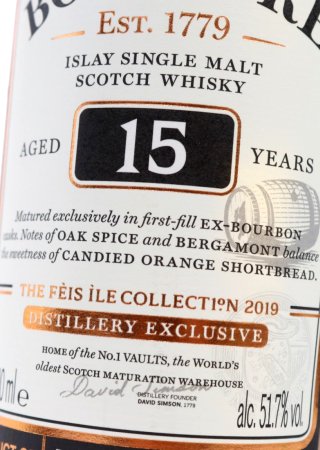 EST. 1779
ISLAY SINGLE MALT
SCOTCH WHISKY
AGED 15 YEARS
Matured exclusively in first-fill EX-BOURBON
casks. Notes of OAK SPICE and BERGAMONT balance
the sweetness of CANDIED ORANGE SHORTBREAD.
THE FÈIS ÌLE COLLECTION 2019
DISTILLERY EXCLUSIVE
HOME of the No.1 VAULTS, the WORLD'S
oldest SCOTCH MATURATION WAREHOUSE
David Simson
DISTILLERY FOUNDER
DAVID SIMSON, 1779
ml e
alc. 51.7% vol.